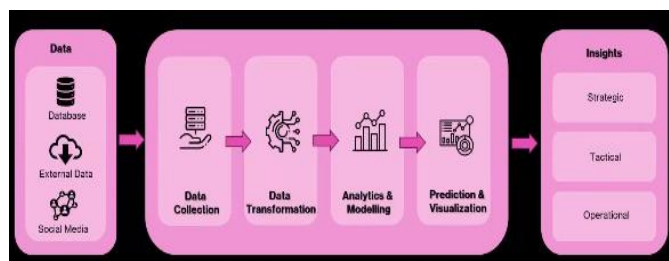 Data
Database
External Data
Social Media
Data
Collection
Data
Transformation
Analytics &
Modelling
Prediction &
Visualization
Insights
Strategic
Tactical
Operational